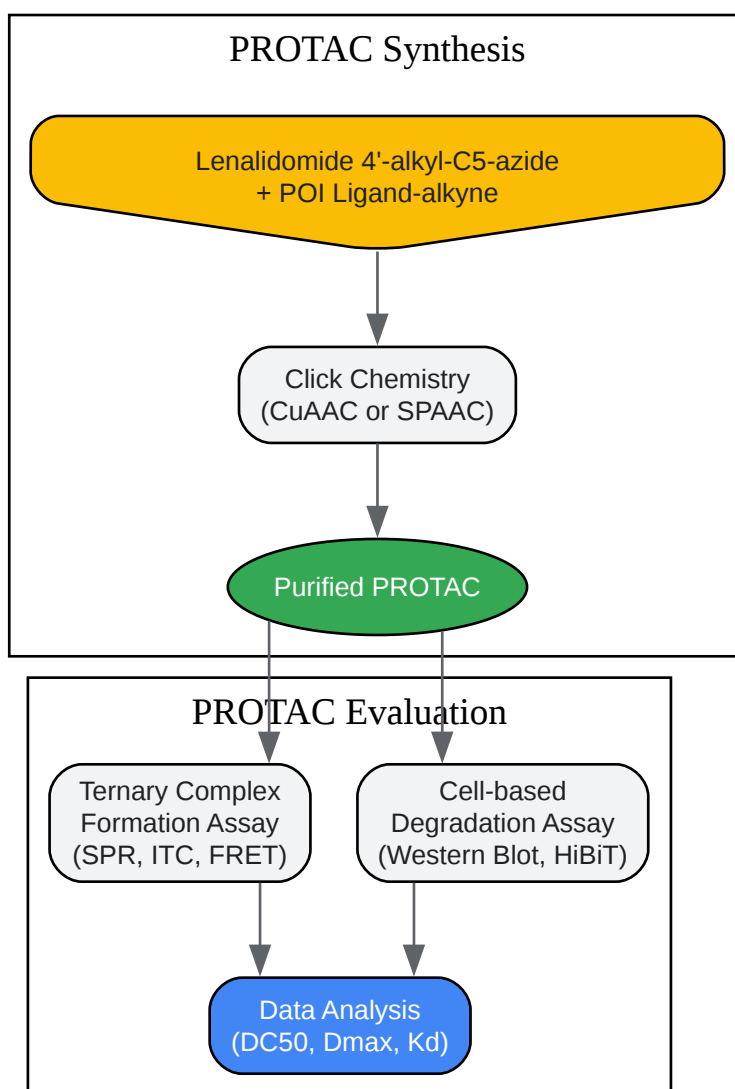 PROTAC Synthesis
Lenalidomide 4'-alkyl-C5-azide
+ POI Ligand-alkyne
Click Chemistry
(CuAAC or SPAAC)
Purified PROTAC
PROTAC Evaluation
Ternary Complex
Formation Assay
(SPR, ITC, FRET)
Cell-based
Degradation Assay
(Western Blot, HiBiT)
Data Analysis
(DC50, Dmax, Kd)